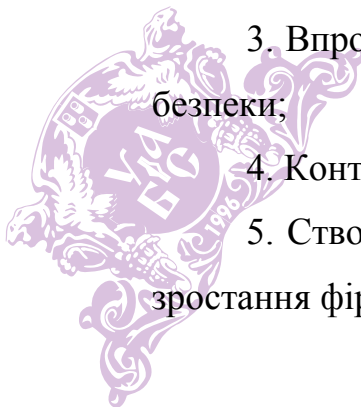 3. Впро
безпеки;
4. Конт
5. Ство
зростання фір
УАБС
1996